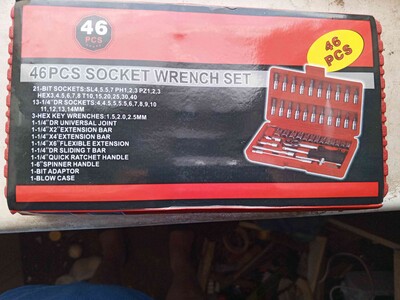 46
PCS
46
PCS
46PCS SOCKET WRENCH SET
21-BIT SOCKETS:SL4,5.5,7 PH1,2,3 PZ1,2,3
HEX3,4,5,6,7,8 T10,15,20,25,30,40
13-1/4"DR SOCKETS:4,4.5,5,5.5,6,7,8,9,10
11,12,13,14MM
3-HEX KEY WRENCHES:1.5,2.0,2.5MM
1-1/4"DR UNIVERSAL JOINT
1-1/4"X2"EXTENSION BAR
1-1/4"X4"EXTENSION BAR
1-1/4"X6"FLEXIBLE EXTENSION
1-1/4"DR SLIDING T BAR
1-1/4"QUICK RATCHET HANDLE
1-6"SPINNER HANDLE
1-BIT ADAPTOR
1-BLOW CASE